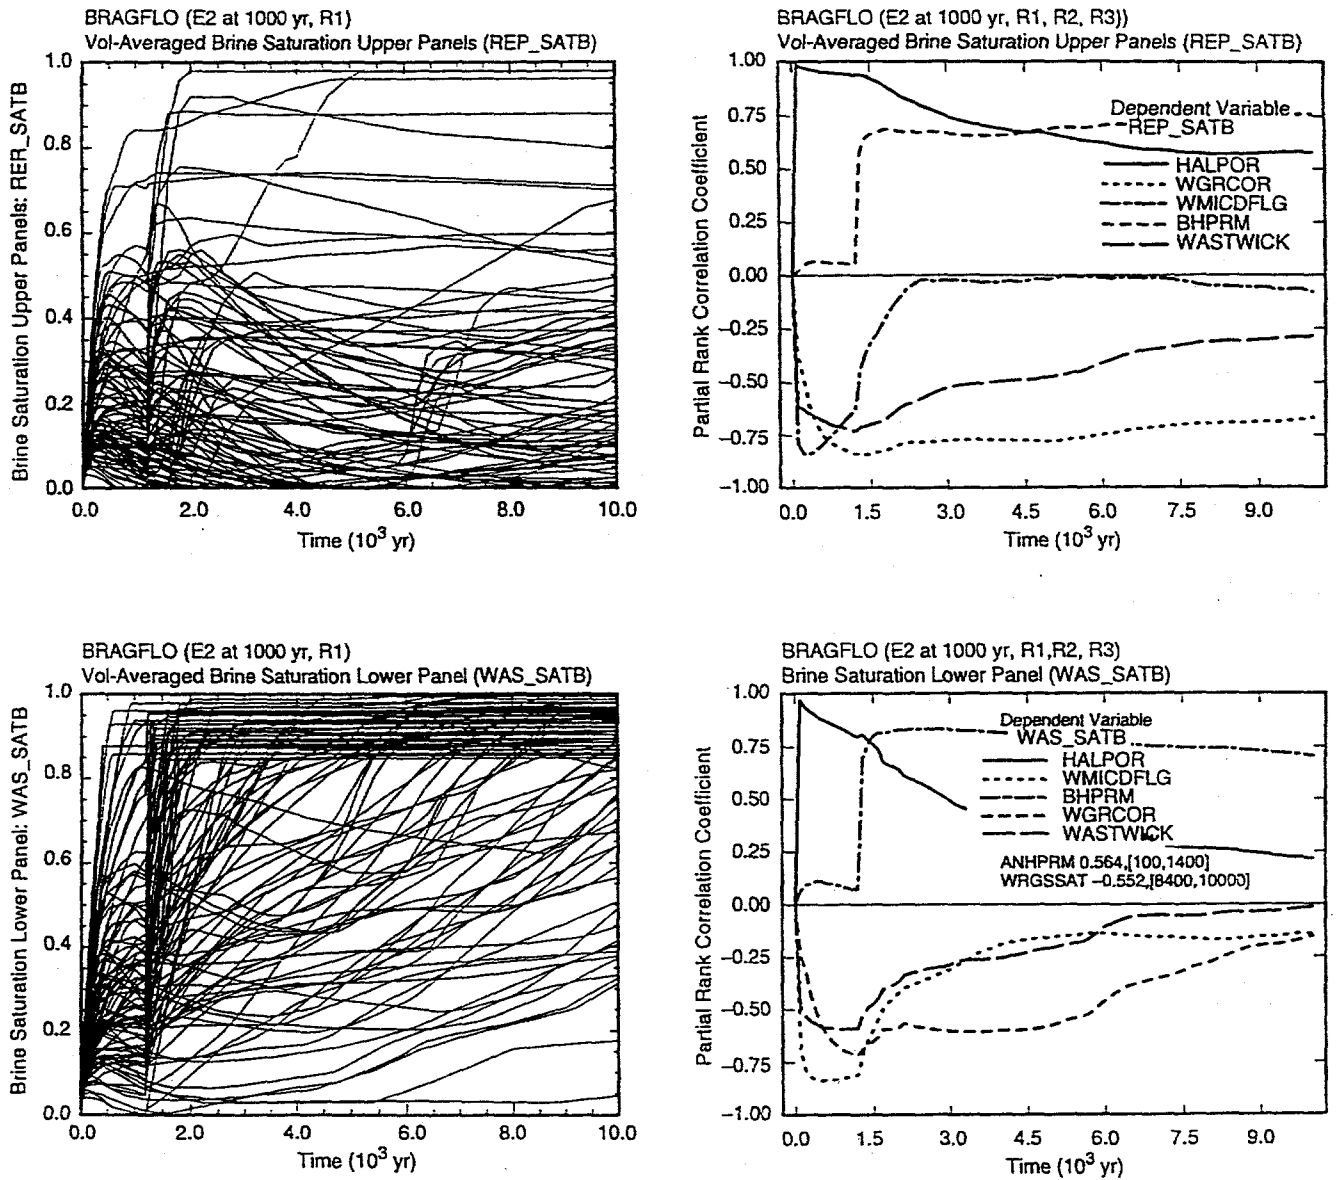 BRAGFLO (E2 at 1000 yr, R1)
Vol-Averaged Brine Saturation Upper Panels (REP_SATB)
Brine Saturation Upper Panels: RER_SATB
1.0
0.8
0.6
0.4
0.2
0.0
0.0 2.0 4.0 6.0 8.0 10.0
Time (10³ yr)
BRAGFLO (E2 at 1000 yr, R1, R2, R3))
Vol-Averaged Brine Saturation Upper Panels (REP_SATB)
Partial Rank Correlation Coefficient
1.00
0.75
0.50
0.25
0.00
−0.25
−0.50
−0.75
−1.00
Dependent Variable
REP_SATB
HALPOR
WGRCOR
WMICDFLG
BHPRM
WASTWICK
0.0 1.5 3.0 4.5 6.0 7.5 9.0
Time (10³ yr)
BRAGFLO (E2 at 1000 yr, R1)
Vol-Averaged Brine Saturation Lower Panel (WAS_SATB)
Brine Saturation Lower Panel: WAS_SATB
1.0
0.8
0.6
0.4
0.2
0.0
0.0 2.0 4.0 6.0 8.0 10.0
Time (10³ yr)
BRAGFLO (E2 at 1000 yr, R1,R2, R3)
Brine Saturation Lower Panel (WAS_SATB)
Partial Rank Correlation Coefficient
1.00
0.75
0.50
0.25
0.00
−0.25
−0.50
−0.75
−1.00
Dependent Variable
WAS_SATB
HALPOR
WMICDFLG
BHPRM
WGRCOR
WASTWICK
ANHPRM 0.564,[100,1400]
WRGSSAT −0.552,[8400,10000]
0.0 1.5 3.0 4.5 6.0 7.5 9.0
Time (10³ yr)